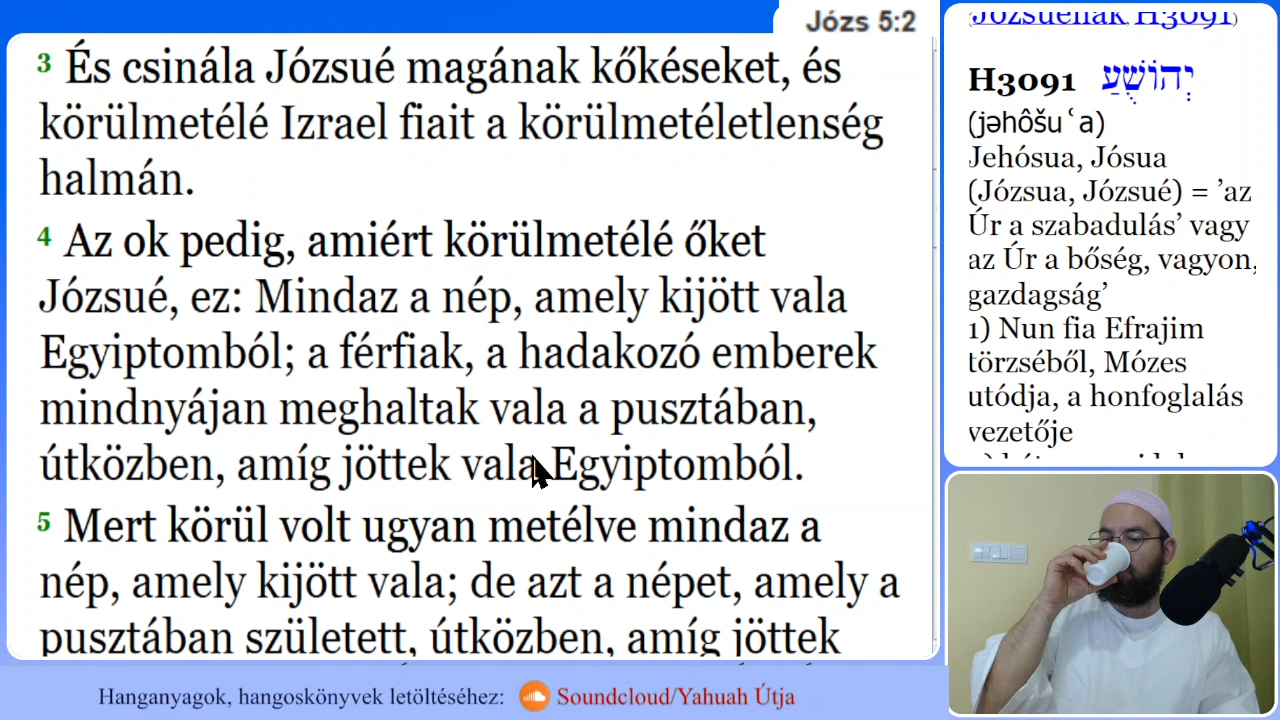 Józs 5:2
3 És csinála Józsué magának kőkéseket, és
körülmetélé Izrael fiait a körülmetéletlenség
halmán.
4 Az ok pedig, amiért körülmetélé őket
Józsué, ez: Mindaz a nép, amely kijött vala
Egyiptomból; a férfiak, a hadakozó emberek
mindnyájan meghaltak vala a pusztában,
útközben, amíg jöttek vala Egyiptomból.
5 Mert körül volt ugyan metélve mindaz a
nép, amely kijött vala; de azt a népet, amely a
pusztában született, útközben, amíg jöttek
(Józsuénak H3091)
H3091 יְהוֹשֻׁעַ
(jəhôšuʿa)
Jehósua, Jósua
(Józsua, Józsué) = ’az
Úr a szabadulás’ vagy
az Úr a bőség, vagyon,
gazdagság’
1) Nun fia Efrajim
törzséből, Mózes
utódja, a honfoglalás
vezetője
Hanganyagok, hangoskönyvek letöltéséhez: Soundcloud/Yahuah Útja